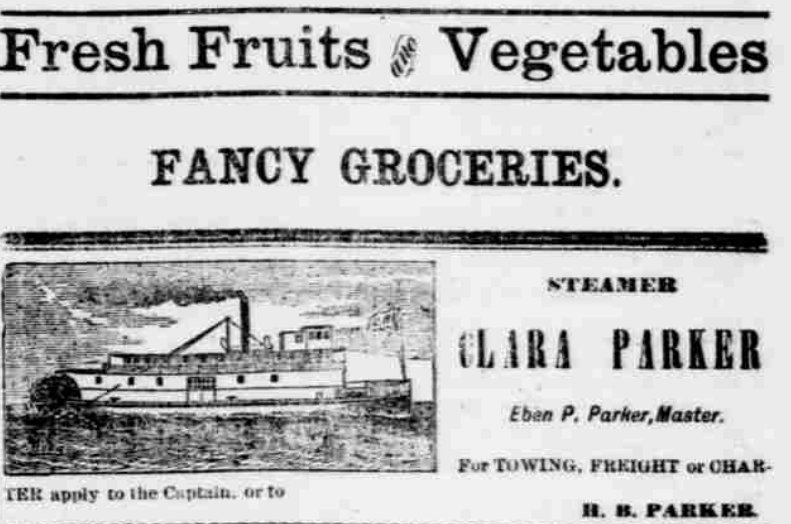 Fresh Fruits AND Vegetables
FANCY GROCERIES.
STEAMER
CLARA PARKER
Eben P. Parker, Master.
For TOWING, FREIGHT or CHAR-
TER apply to the Captain, or to
H. B. PARKER.